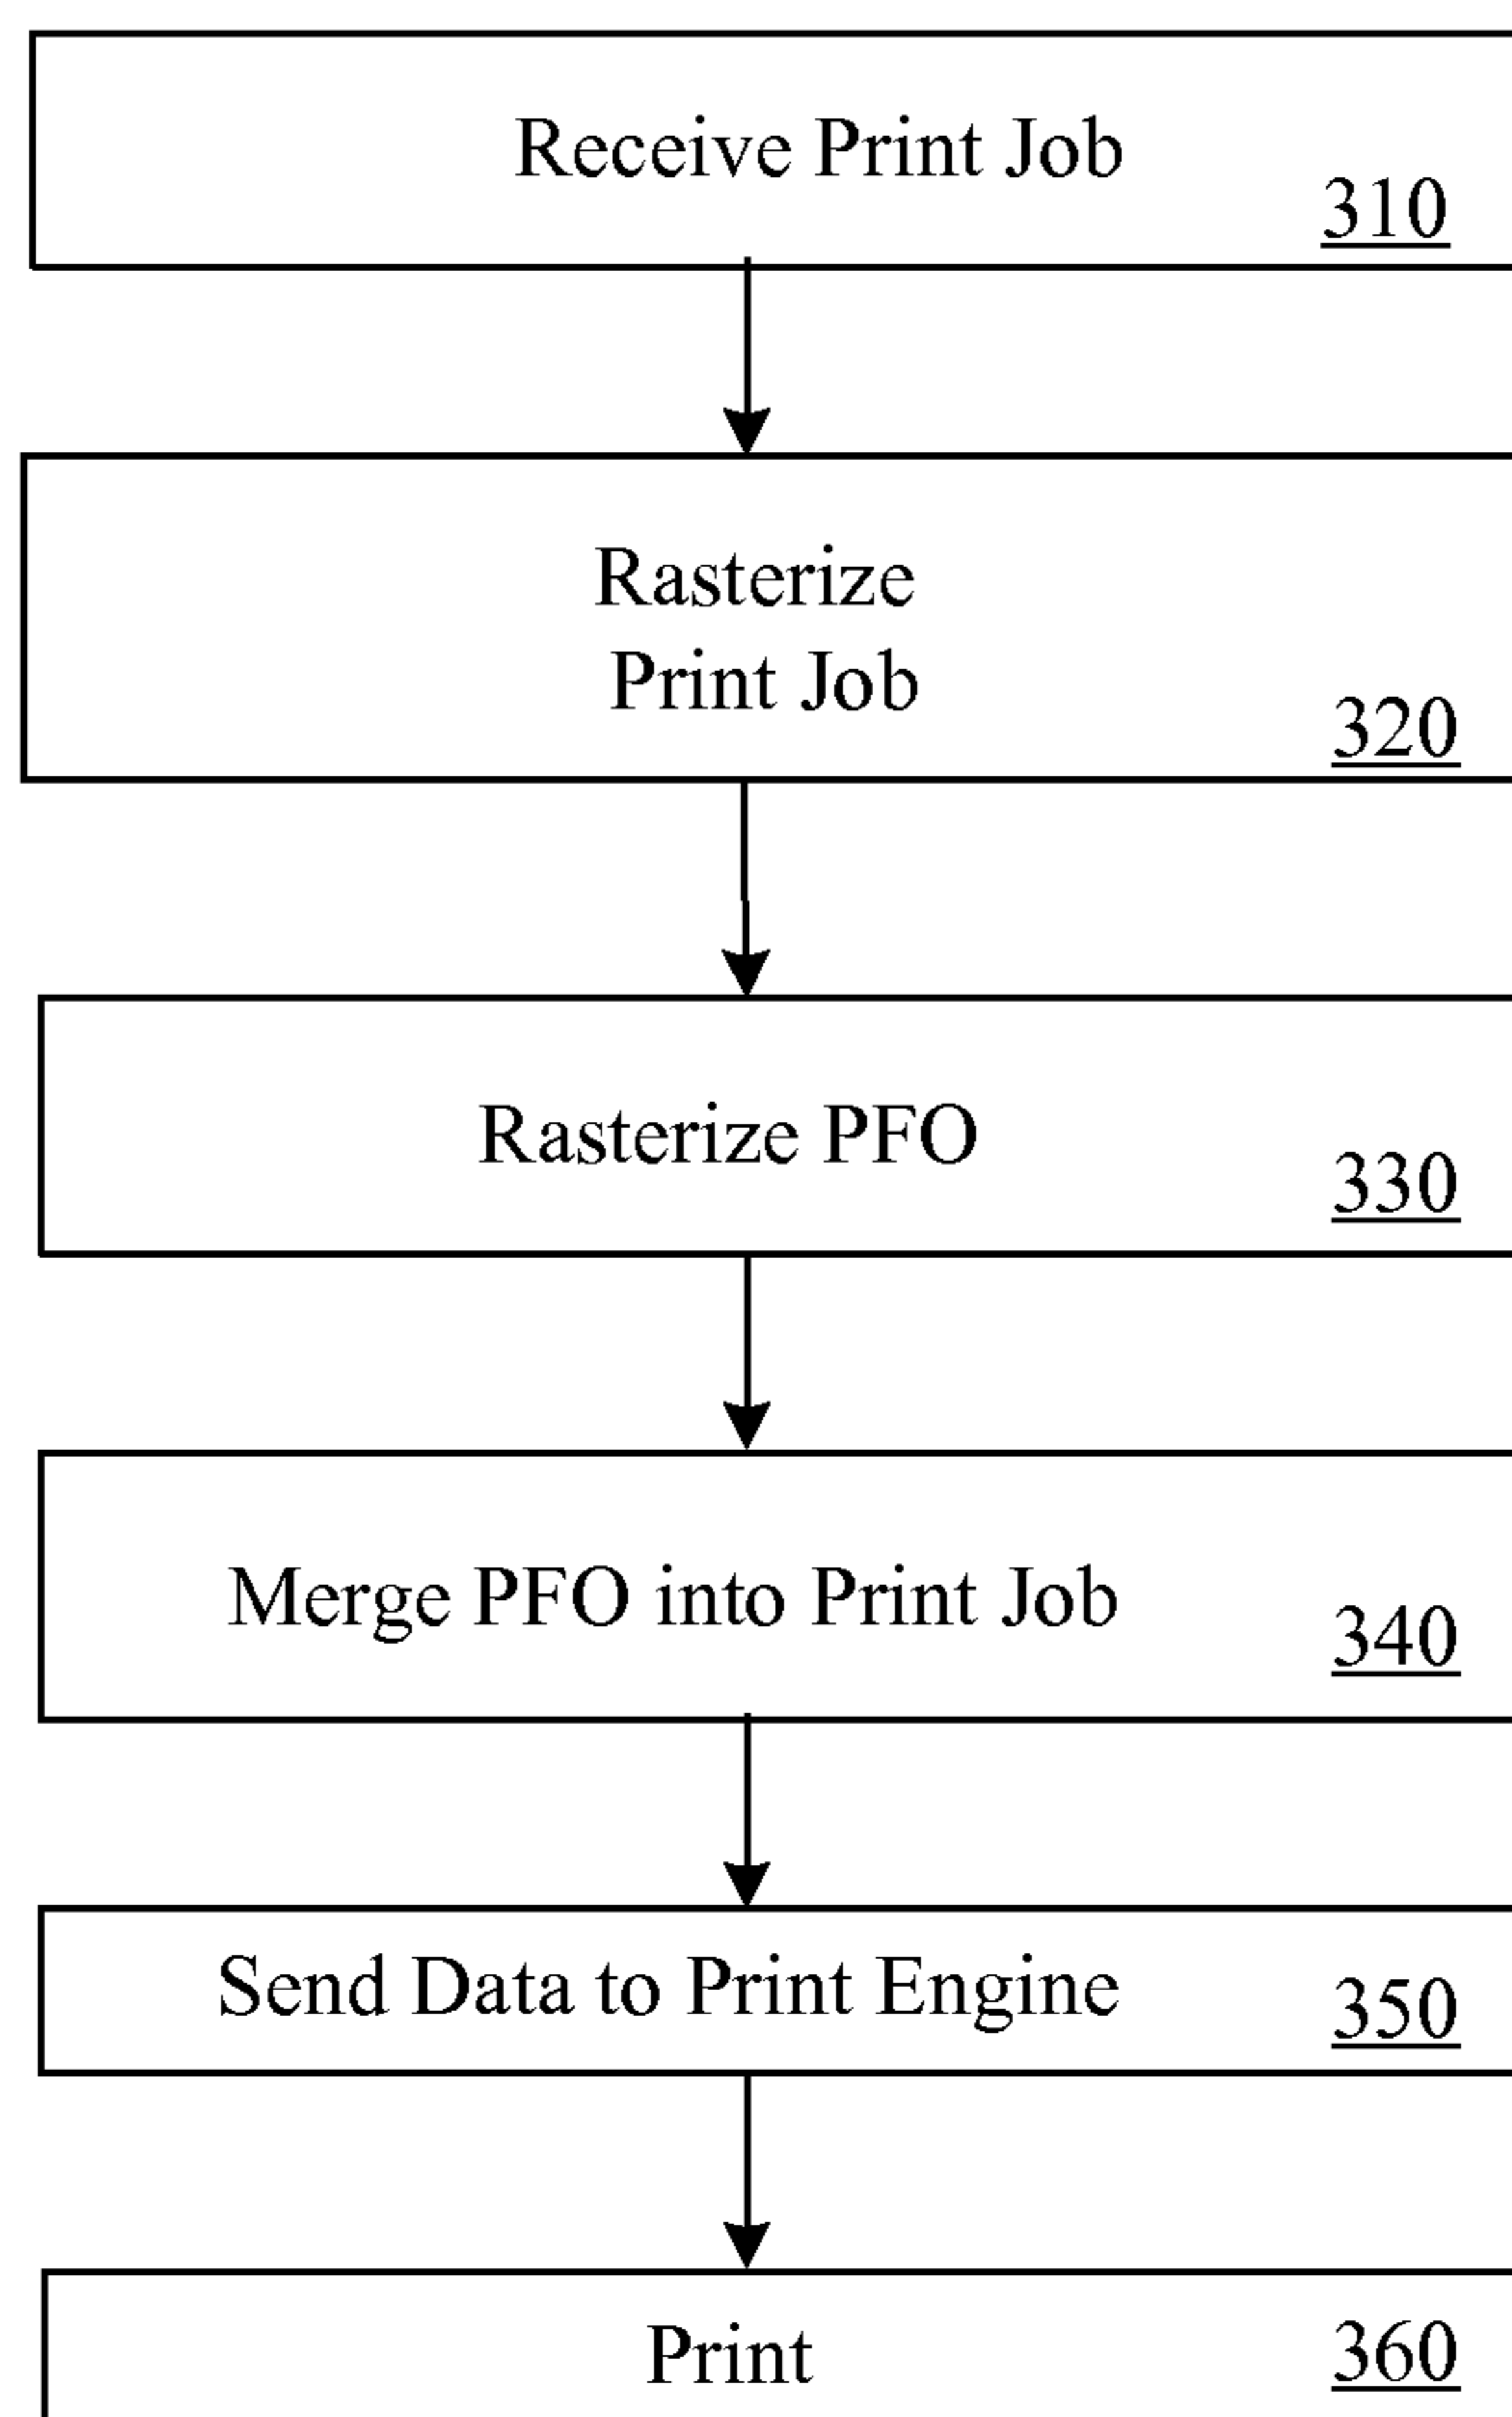 Receive Print Job
310
Rasterize
Print Job
320
Rasterize PFO
330
Merge PFO into Print Job
340
Send Data to Print Engine
350
Print
360